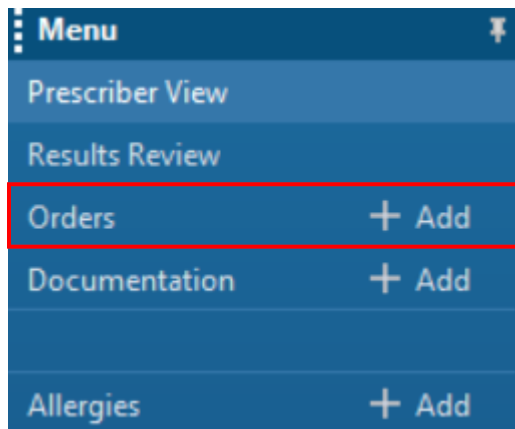 Menu
Prescriber View
Results Review
Orders + Add
Documentation + Add
Allergies + Add